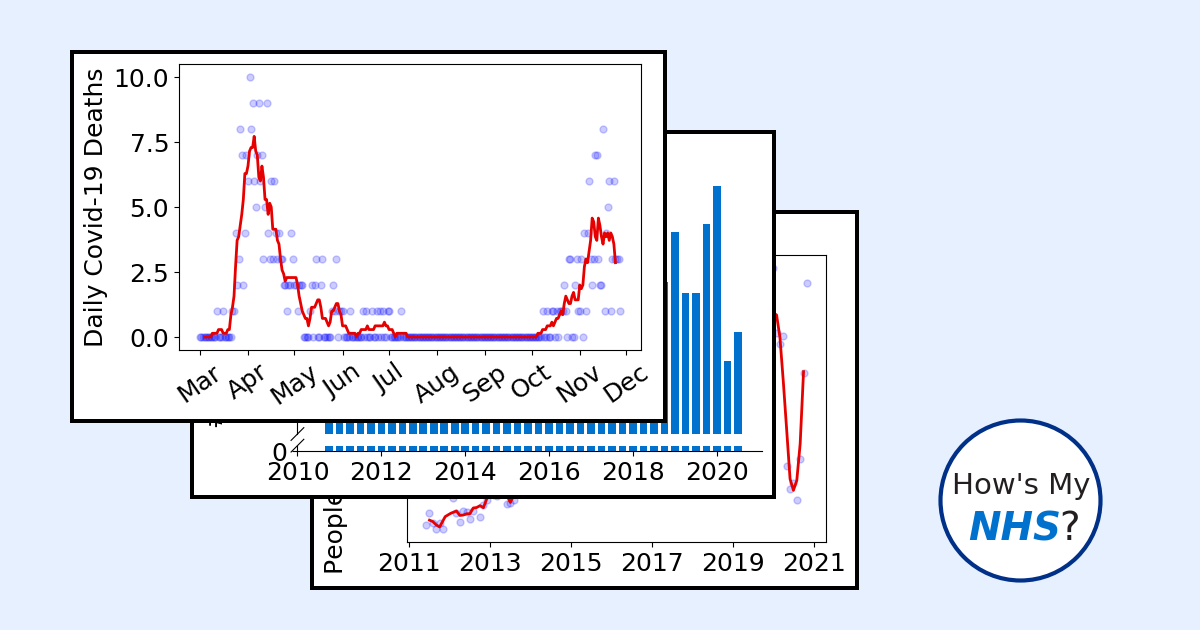 Daily Covid-19 Deaths
10.0
7.5
5.0
2.5
0.0
Mar Apr May Jun Jul Aug Sep Oct Nov Dec
0
2010 2012 2014 2016 2018 2020
People
2011 2013 2015 2017 2019 2021
How's My
NHS?